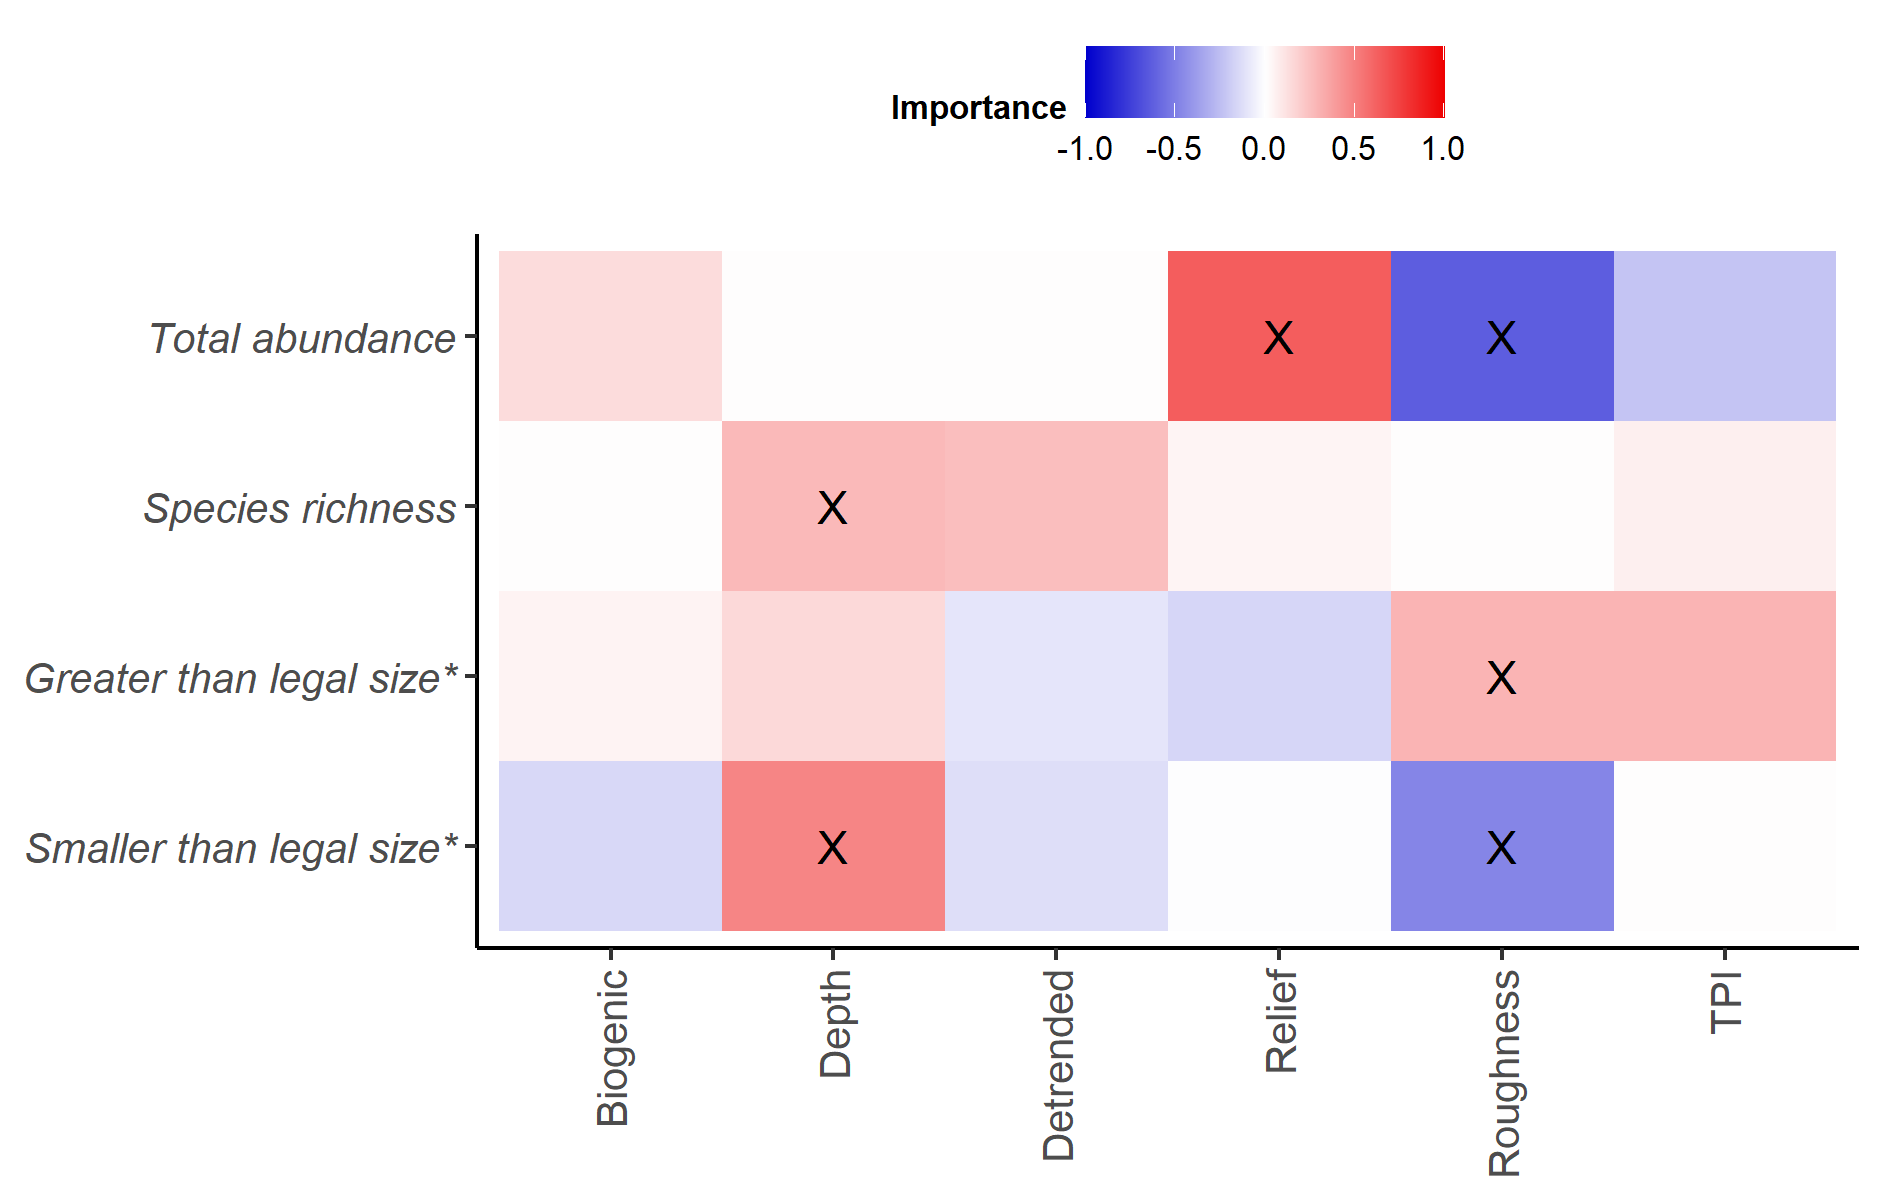 Importance
-1.0 -0.5 0.0 0.5 1.0
Total abundance
X X
Species richness
X
Greater than legal size*
X
Smaller than legal size*
X X
Biogenic
Depth
Detrended
Relief
Roughness
TPI